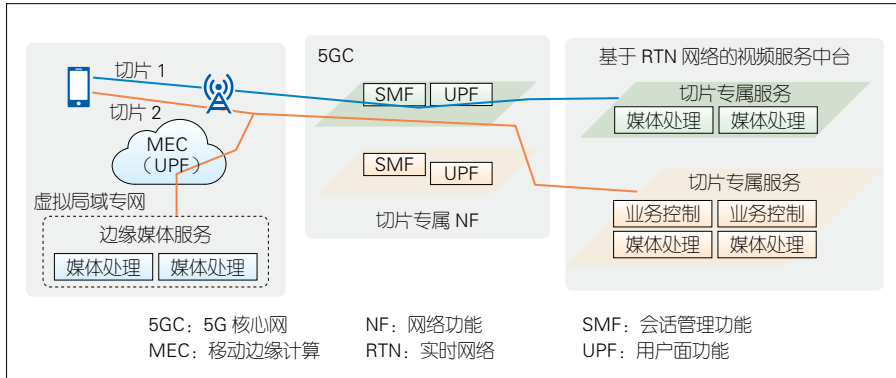 切片 1
切片 2
MEC
（UPF）
虚拟局域专网
边缘媒体服务
媒体处理 媒体处理
5GC
SMF UPF
SMF UPF
切片专属 NF
基于 RTN 网络的视频服务中台
切片专属服务
媒体处理 媒体处理
切片专属服务
业务控制 业务控制
媒体处理 媒体处理
5GC：5G 核心网 NF：网络功能 SMF：会话管理功能
MEC：移动边缘计算 RTN：实时网络 UPF：用户面功能